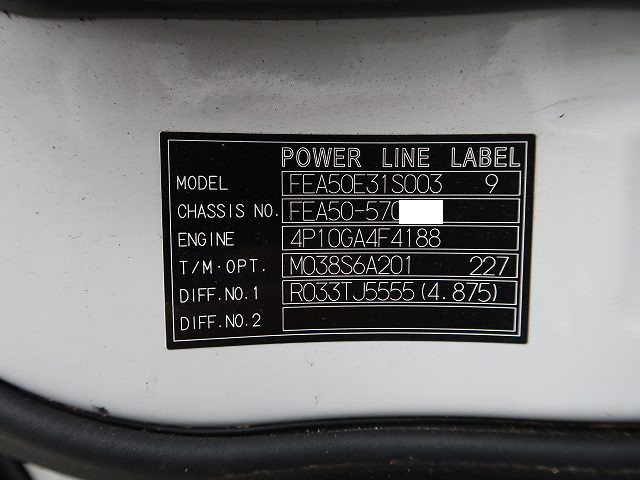 POWER LINE LABEL
MODEL FEA50E31S003 9
CHASSIS NO. FEA50-570
ENGINE 4P10GA4F4188
T/M·OPT. M038S6A201 227
DIFF.NO.1 R033TJ5555(4.875)
DIFF.NO.2